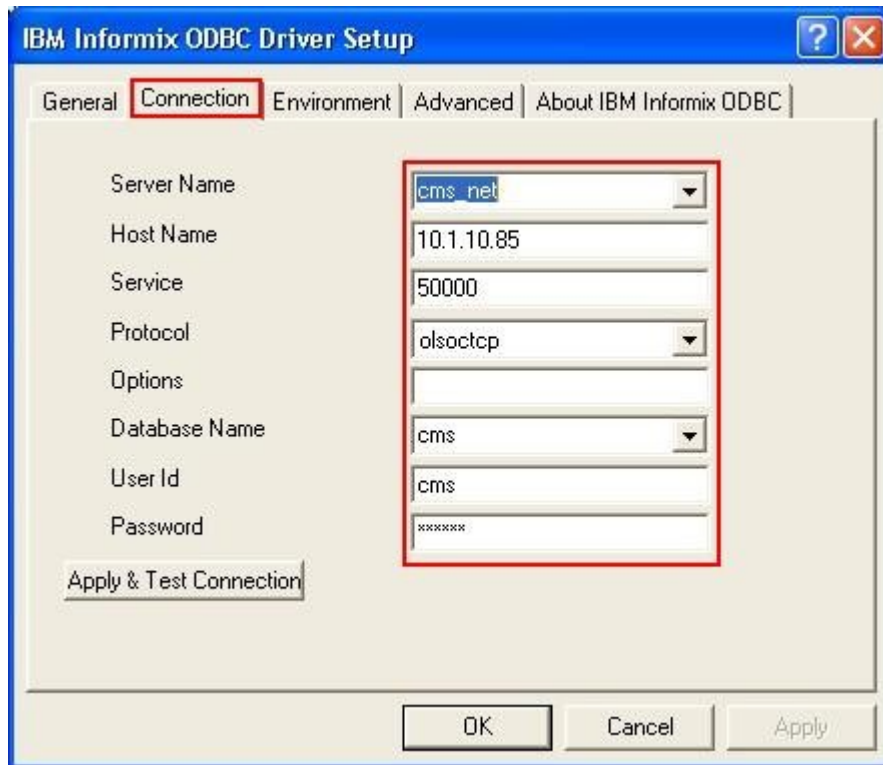 IBM Informix ODBC Driver Setup
General Connection Environment Advanced About IBM Informix ODBC
Server Name cms_net
Host Name 10.1.10.85
Service 50000
Protocol olsoctcp
Options
Database Name cms
User Id cms
Password ××××××
Apply & Test Connection
OK Cancel Apply